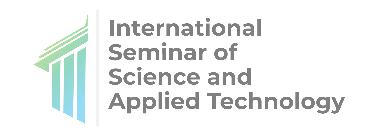 International
Seminar of
Science and
Applied Technology